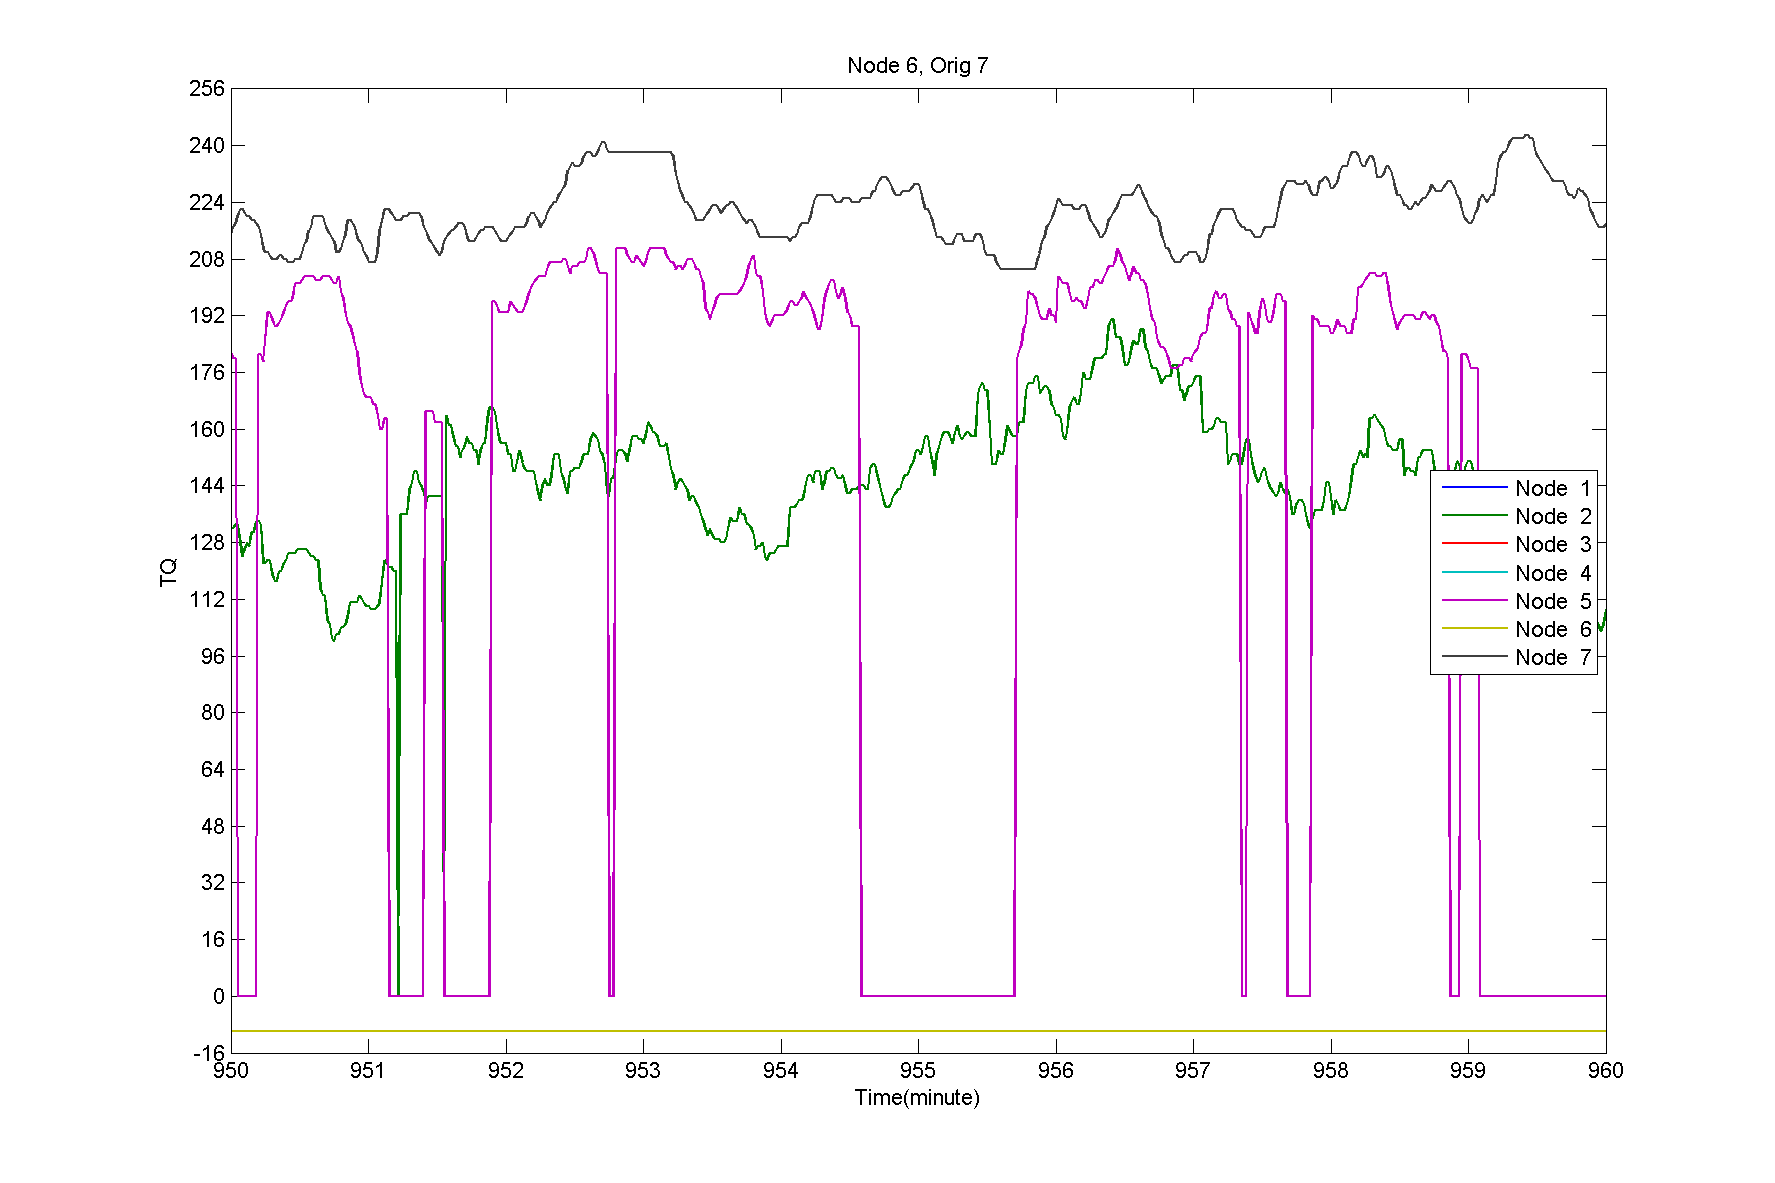 Node 6, Orig 7
256
240
224
208
192
176
160
144
128
112
96
80
64
48
32
16
0
-16
TQ
950 951 952 953 954 955 956 957 958 959 960
Time(minute)
Node 1
Node 2
Node 3
Node 4
Node 5
Node 6
Node 7